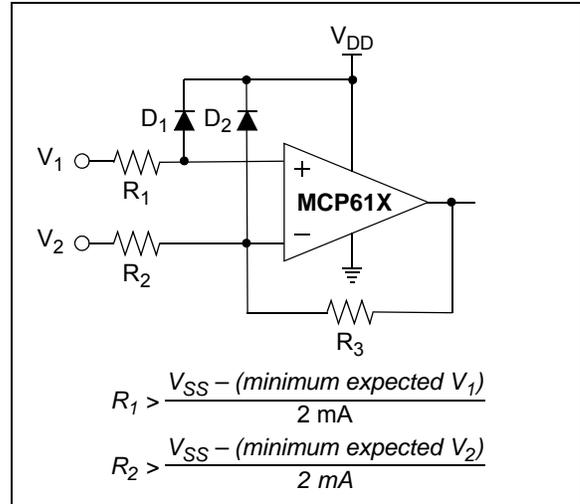 V_DD
D_1 D_2
V_1
R_1
+
MCP61X
V_2
–
R_2
R_3
R_1 > V_SS – (minimum expected V_1) / 2 mA
R_2 > V_SS – (minimum expected V_2) / 2 mA